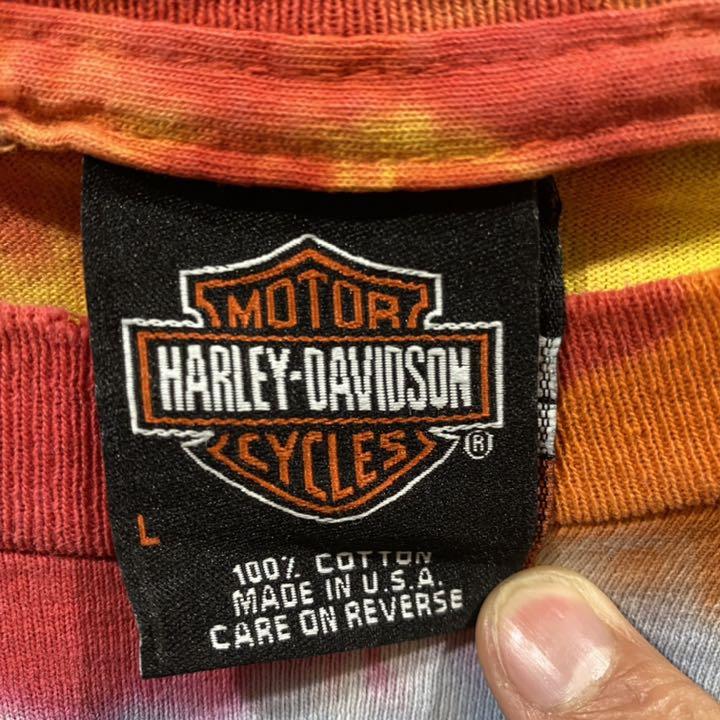 MOTOR
HARLEY-DAVIDSON
CYCLES
®
L
100% COTTON
MADE IN U.S.A.
CARE ON REVERSE